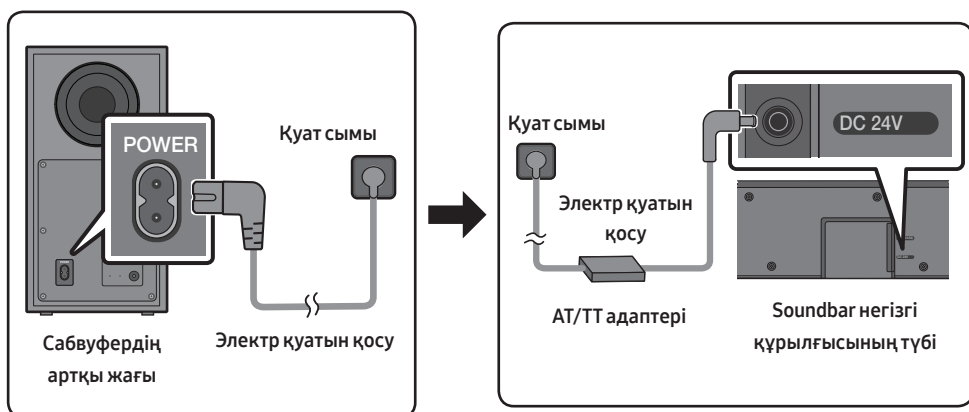 POWER
Қуат сымы
Сабвуфердің
артқы жағы
Электр қуатын қосу
Қуат сымы
DC 24V
Электр қуатын
қосу
АТ/ТТ адаптері
Soundbar негізгі
құрылғысының түбі